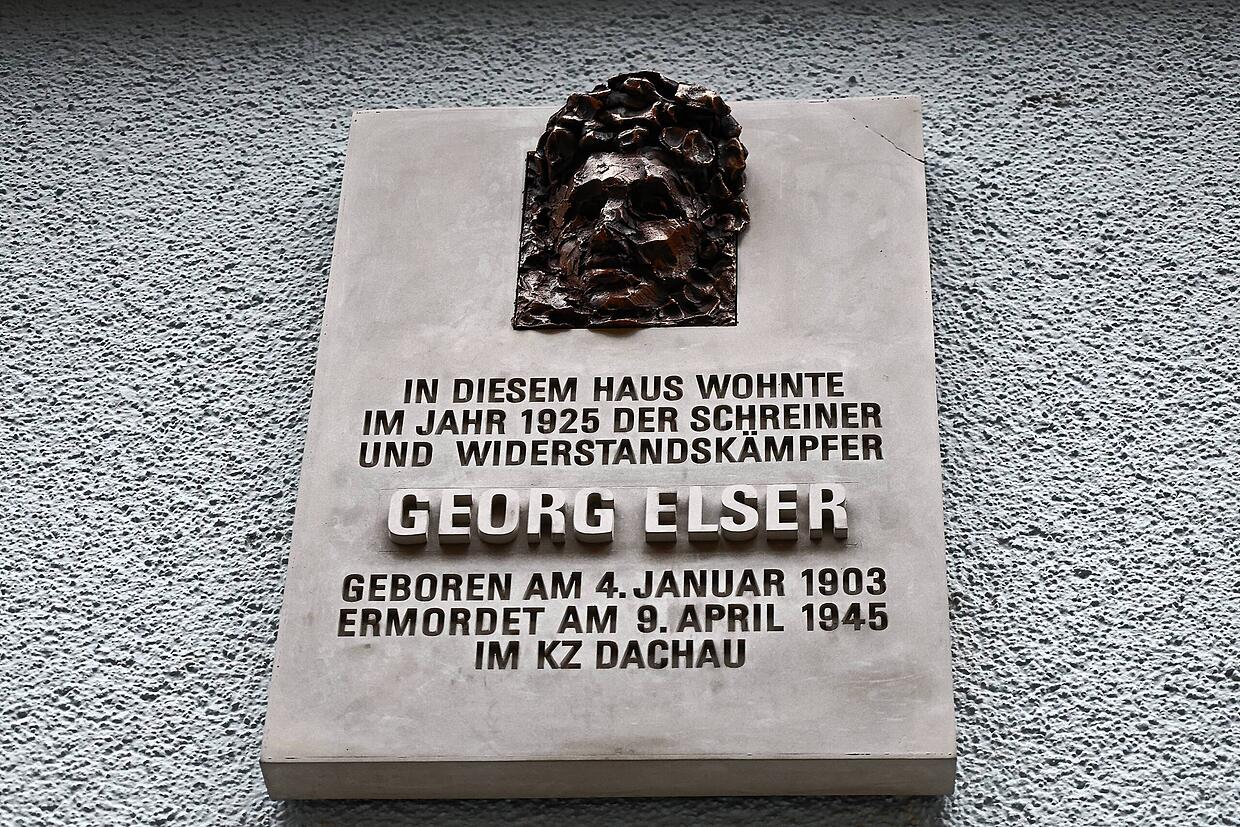 IN DIESEM HAUS WOHNTE
IM JAHR 1925 DER SCHREINER
UND WIDERSTANDSKÄMPFER
GEORG ELSER
GEBOREN AM 4. JANUAR 1903
ERMORDET AM 9. APRIL 1945
IM KZ DACHAU